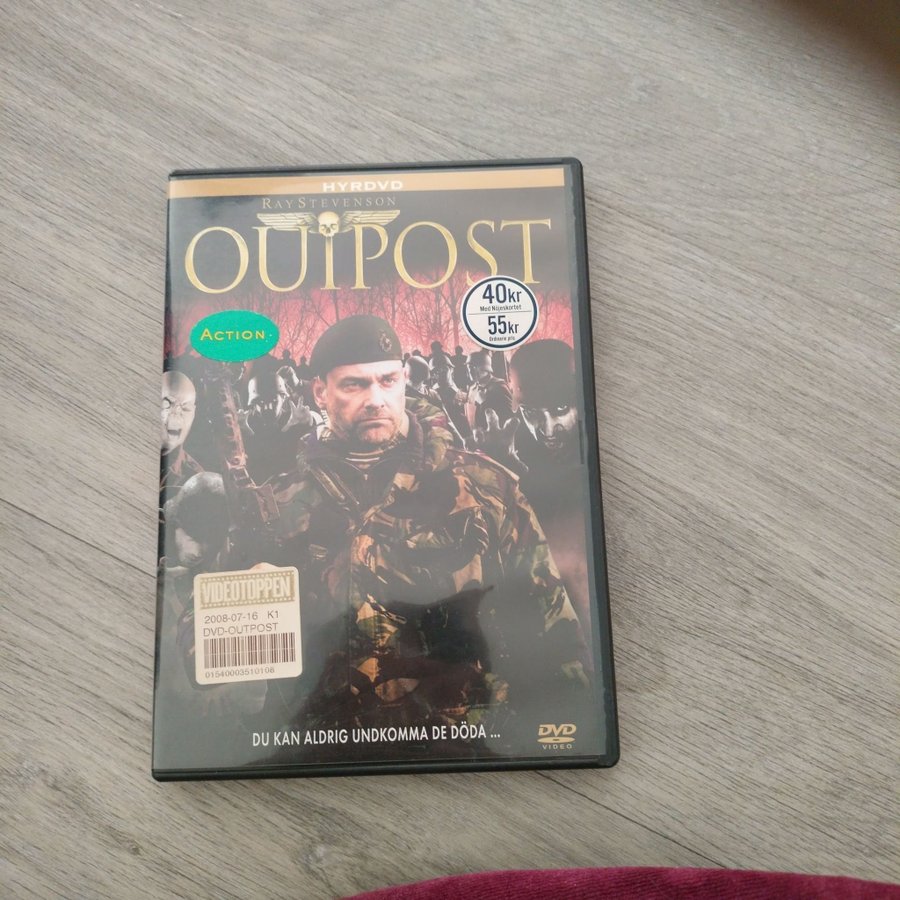 HYRDVD
RAY STEVENSON
OUTPOST
40kr
Med Nöjeskortet
55kr
Ordinarie pris
ACTION
VIDEOTOPPEN
2008-07-16 K1
DVD-OUTPOST
01540003510108
DU KAN ALDRIG UNDKOMMA DE DÖDA ...
DVD
VIDEO